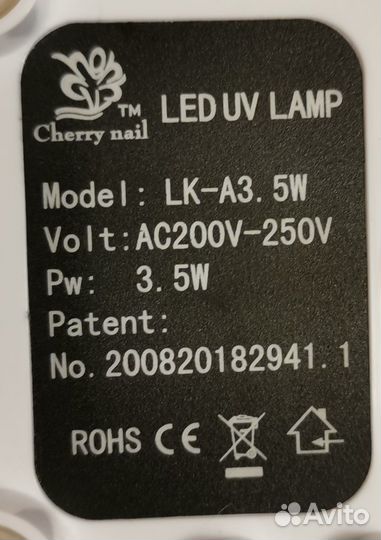 TM
Cherry nail
LED UV LAMP
Model: LK-A3.5W
Volt:AC200V-250V
Pw: 3.5W
Patent:
No.200820182941.1
ROHS CE
Avito